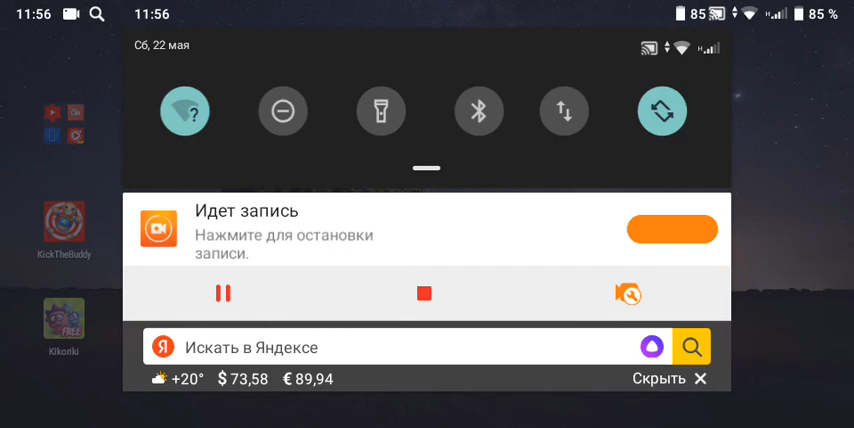 11:56
11:56
85
H
85 %
Сб, 22 мая
H
?
Идет запись
Нажмите для остановки
записи.
KickTheBuddy
FREE
Kikoriki
Я
Искать в Яндексе
+20° $ 73,58 € 89,94
Скрыть